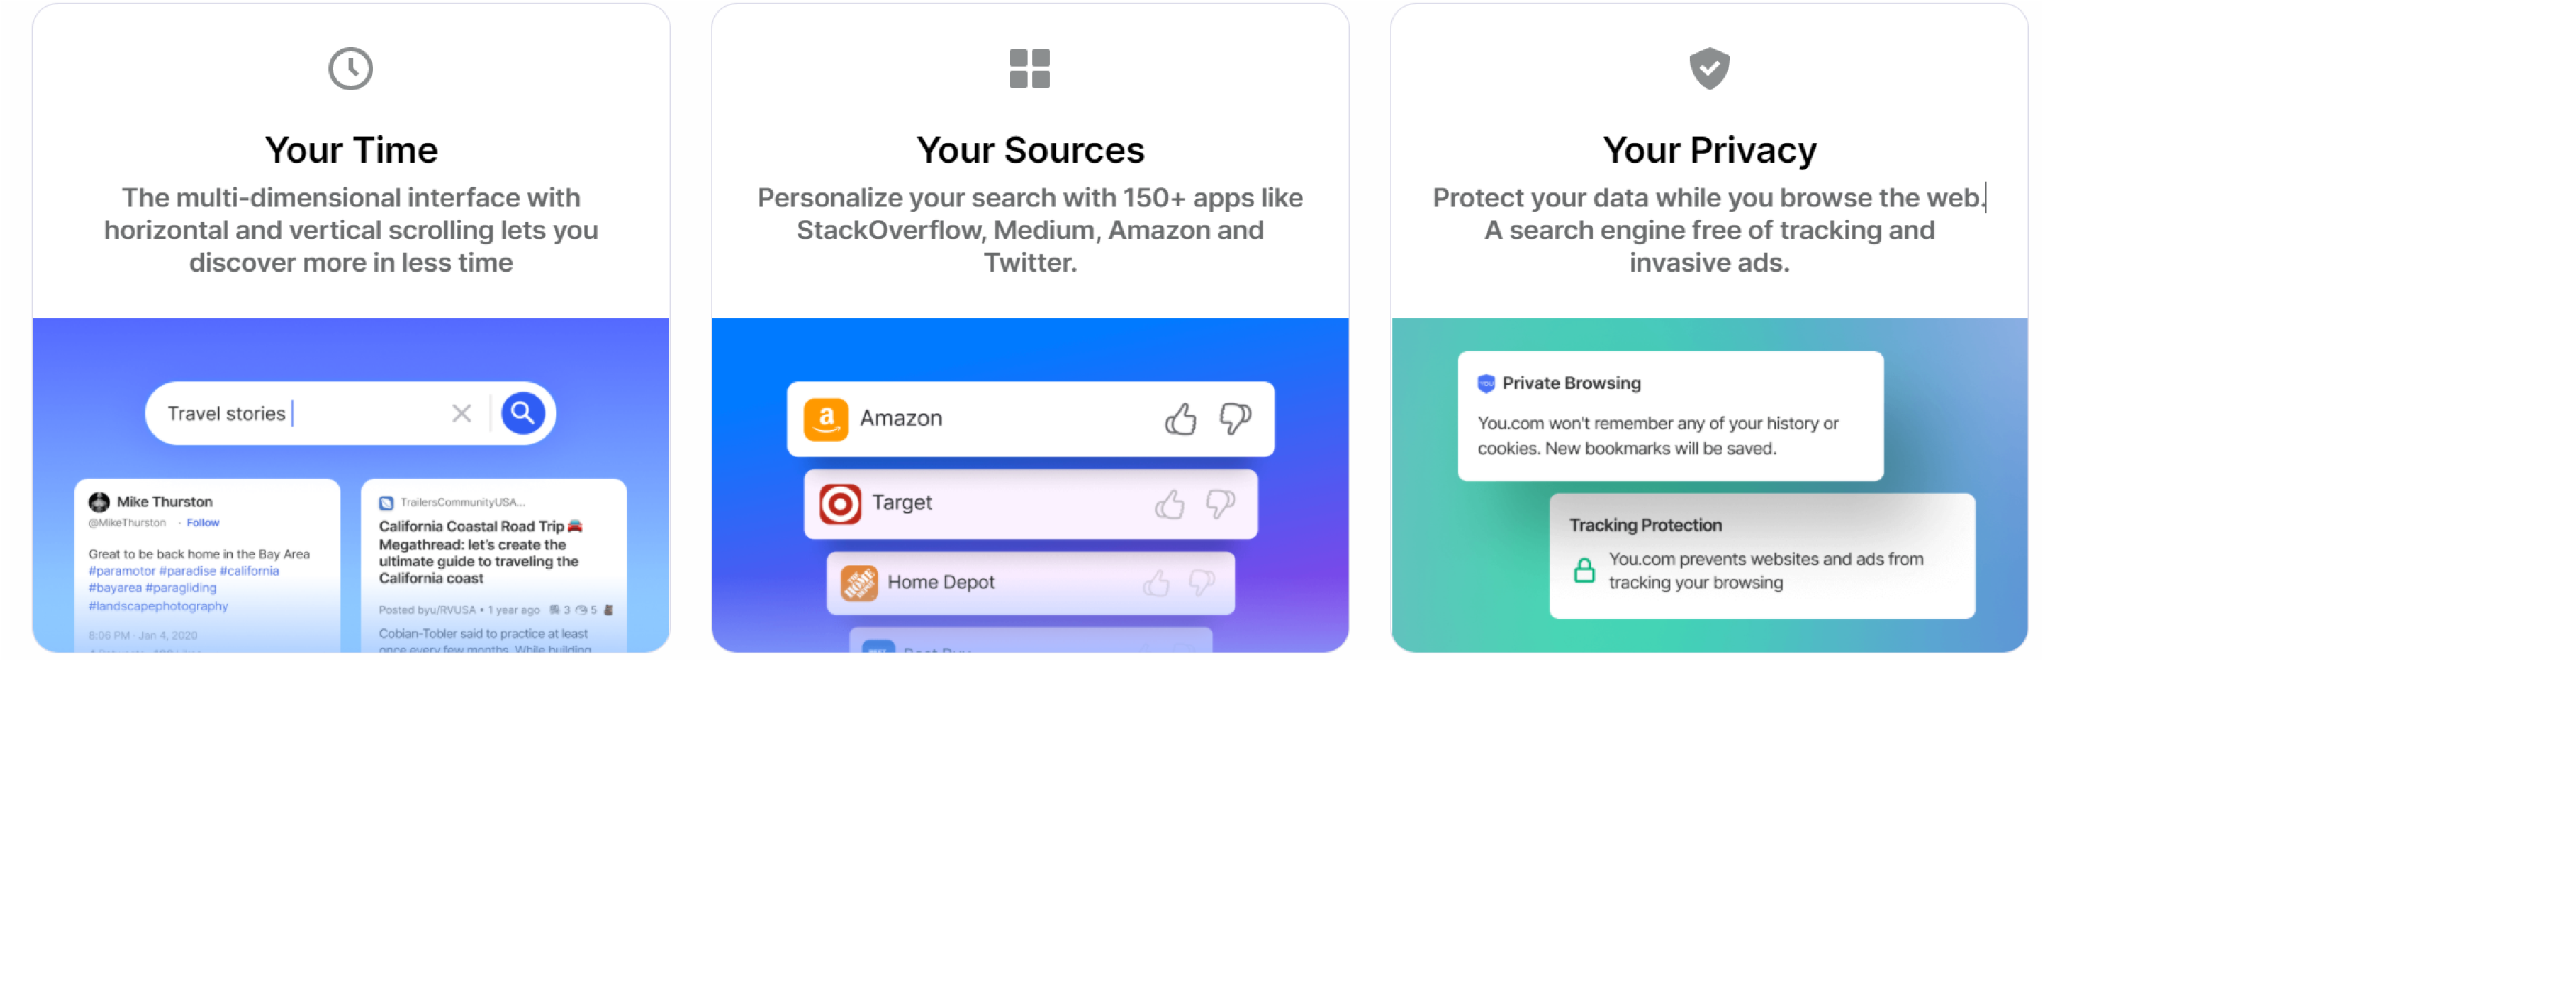 Your Time
The multi-dimensional interface with
horizontal and vertical scrolling lets you
discover more in less time
Travel stories
Mike Thurston
@MikeThurston · Follow
Great to be back home in the Bay Area
#paramotor #paradise #california
#bayarea #paragliding
#landscapephotography
8:06 PM · Jan 4, 2020
TrailersCommunityUSA...
California Coastal Road Trip 🚘
Megathread: let's create the
ultimate guide to traveling the
California coast
Posted byu/RVUSA • 1 year ago 3 5
Cobian-Tobler said to practice at least
once every few months. While building
Your Sources
Personalize your search with 150+ apps like
StackOverflow, Medium, Amazon and
Twitter.
a Amazon
Target
THE HOME DEPOT Home Depot
Your Privacy
Protect your data while you browse the web.
A search engine free of tracking and
invasive ads.
YOU Private Browsing
You.com won't remember any of your history or
cookies. New bookmarks will be saved.
Tracking Protection
You.com prevents websites and ads from
tracking your browsing